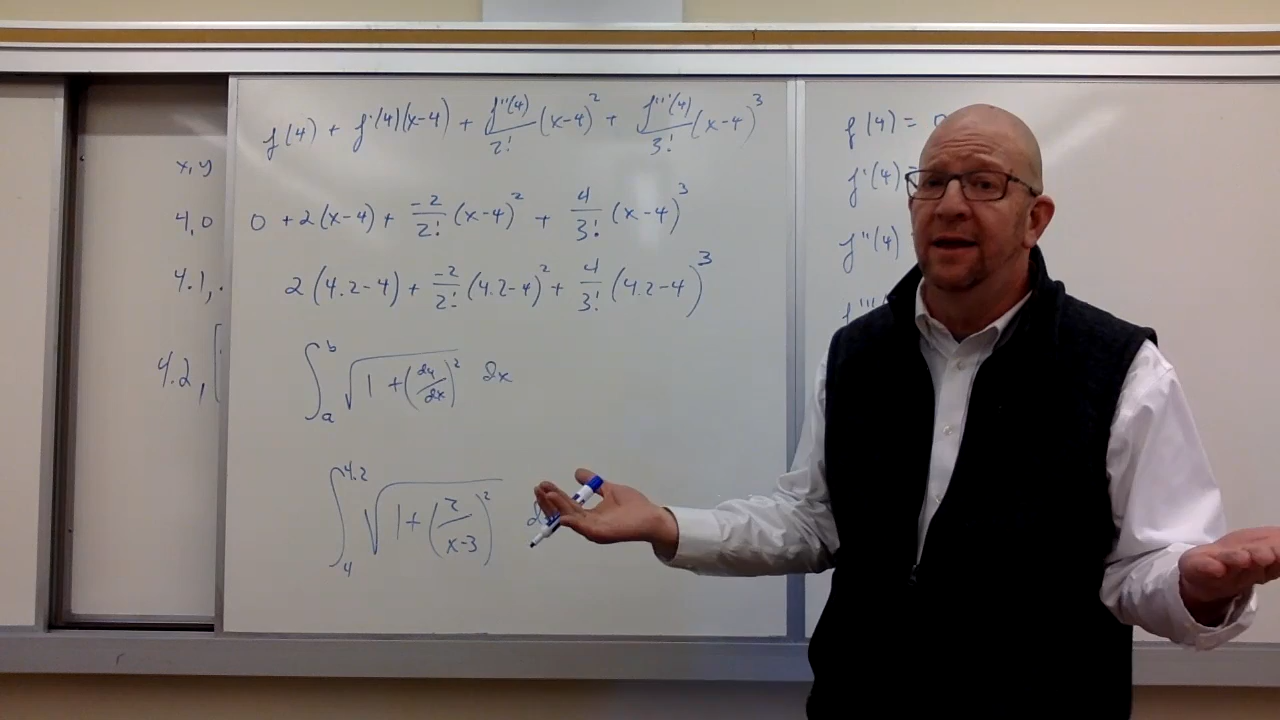 x, y
4, 0
4.1, .
4.2, [
f(4) + f'(4)(x-4) + f''(4)/2! (x-4)^2 + f'''(4)/3! (x-4)^3
0 + 2(x-4) + -2/2! (x-4)^2 + 4/3! (x-4)^3
2(4.2-4) + -2/2! (4.2-4)^2 + 4/3! (4.2-4)^3
∫_a^b √(1 + (dy/dx)^2) dx
∫_4^4.2 √(1 + (2/(x-3))^2) d
f(4) =
f'(4) =
f''(4)
f'''